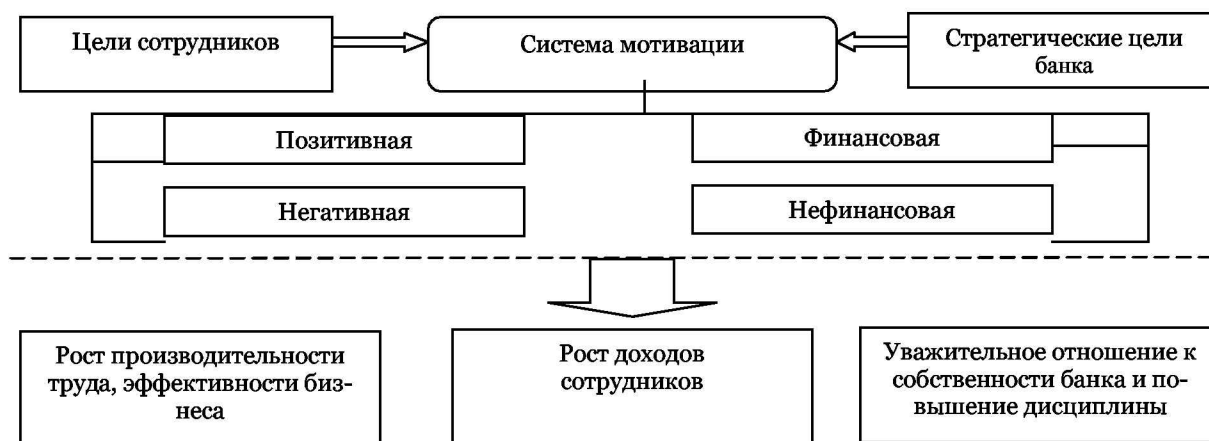 Цели сотрудников
Система мотивации
Стратегические цели
банка
Позитивная
Финансовая
Негативная
Нефинансовая
Рост производительности
труда, эффективности биз-
неса
Рост доходов
сотрудников
Уважительное отношение к
собственности банка и по-
вышение дисциплины